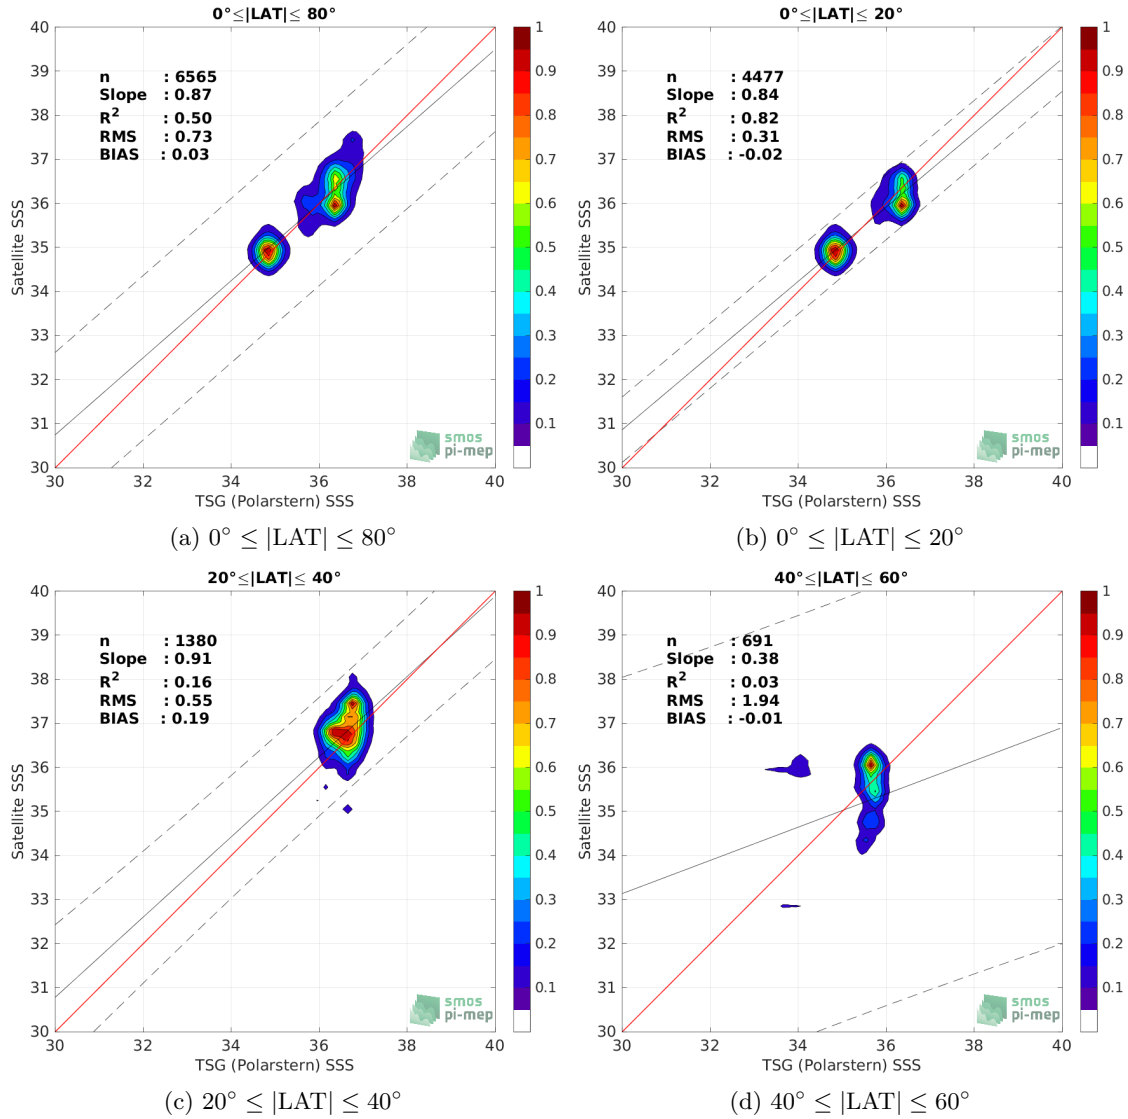 0°≤|LAT|≤ 80°
n : 6565
Slope : 0.87
R² : 0.50
RMS : 0.73
BIAS : 0.03
Satellite SSS
40
39
38
37
36
35
34
33
32
31
30
30 32 34 36 38 40
TSG (Polarstern) SSS
1
0.9
0.8
0.7
0.6
0.5
0.4
0.3
0.2
0.1
smos
pi-mep
(a) 0° ≤ |LAT| ≤ 80°
0°≤|LAT|≤ 20°
n : 4477
Slope : 0.84
R² : 0.82
RMS : 0.31
BIAS : -0.02
Satellite SSS
40
39
38
37
36
35
34
33
32
31
30
30 32 34 36 38 40
TSG (Polarstern) SSS
1
0.9
0.8
0.7
0.6
0.5
0.4
0.3
0.2
0.1
smos
pi-mep
(b) 0° ≤ |LAT| ≤ 20°
20°≤|LAT|≤ 40°
n : 1380
Slope : 0.91
R² : 0.16
RMS : 0.55
BIAS : 0.19
Satellite SSS
40
39
38
37
36
35
34
33
32
31
30
30 32 34 36 38 40
TSG (Polarstern) SSS
1
0.9
0.8
0.7
0.6
0.5
0.4
0.3
0.2
0.1
smos
pi-mep
(c) 20° ≤ |LAT| ≤ 40°
40°≤|LAT|≤ 60°
n : 691
Slope : 0.38
R² : 0.03
RMS : 1.94
BIAS : -0.01
Satellite SSS
40
39
38
37
36
35
34
33
32
31
30
30 32 34 36 38 40
TSG (Polarstern) SSS
1
0.9
0.8
0.7
0.6
0.5
0.4
0.3
0.2
0.1
smos
pi-mep
(d) 40° ≤ |LAT| ≤ 60°